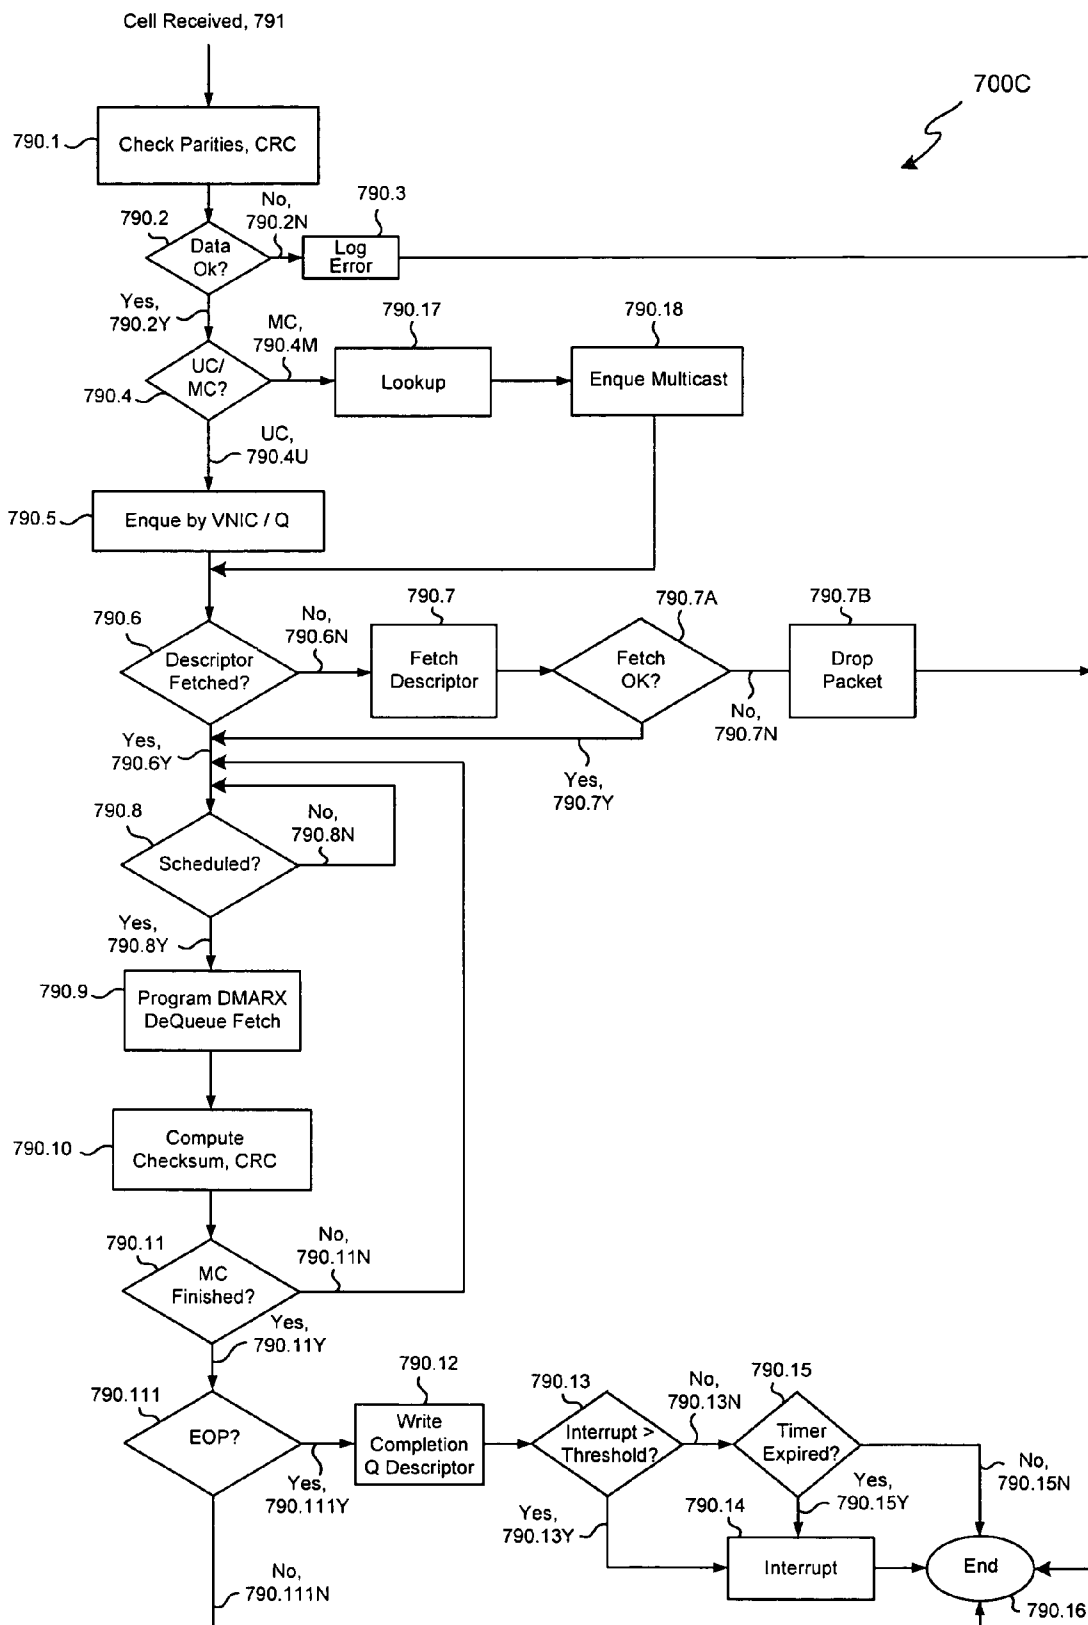 Cell Received, 791
700C
790.1
Check Parities, CRC
790.2
No,
790.2N
790.3
Data
Ok?
Log
Error
Yes,
790.2Y
MC,
790.4M
790.17
790.18
UC/
MC?
790.4
Lookup
Enque Multicast
UC,
790.4U
790.5
Enque by VNIC / Q
790.6
No,
790.6N
790.7
790.7A
790.7B
Descriptor
Fetched?
Fetch
Descriptor
Fetch
OK?
Drop
Packet
No,
790.7N
Yes,
790.6Y
Yes,
790.7Y
790.8
No,
790.8N
Scheduled?
Yes,
790.8Y
790.9
Program DMARX
DeQueue Fetch
790.10
Compute
Checksum, CRC
790.11
No,
790.11N
MC
Finished?
Yes,
790.11Y
790.111
790.12
790.13
No,
790.13N
790.15
EOP?
Write
Completion
Q Descriptor
Interrupt >
Threshold?
Timer
Expired?
Yes,
790.111Y
No,
790.15N
Yes,
790.13Y
790.14
Yes,
790.15Y
Interrupt
End
No,
790.111N
790.16